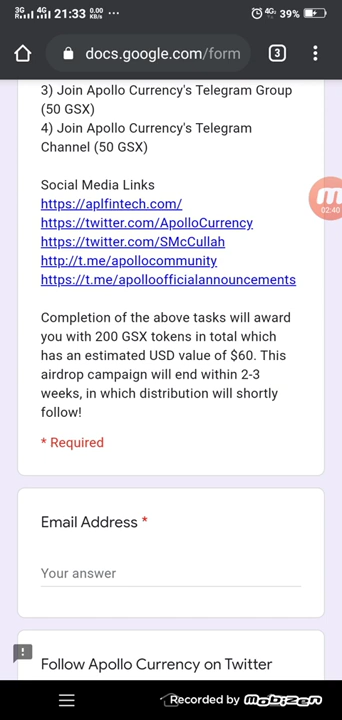 3G 4G 21:33 0.00 KB/s ... 4G 39%
docs.google.com/form 3
3) Join Apollo Currency's Telegram Group
(50 GSX)
4) Join Apollo Currency's Telegram
Channel (50 GSX)
Social Media Links
https://aplfintech.com/
https://twitter.com/ApolloCurrency
https://twitter.com/SMcCullah
http://t.me/apollocommunity
https://t.me/apolloofficialannouncements
m
02:40
Completion of the above tasks will award
you with 200 GSX tokens in total which
has an estimated USD value of $60. This
airdrop campaign will end within 2-3
weeks, in which distribution will shortly
follow!
* Required
Email Address *
Your answer
Follow Apollo Currency on Twitter
Recorded by mobizen